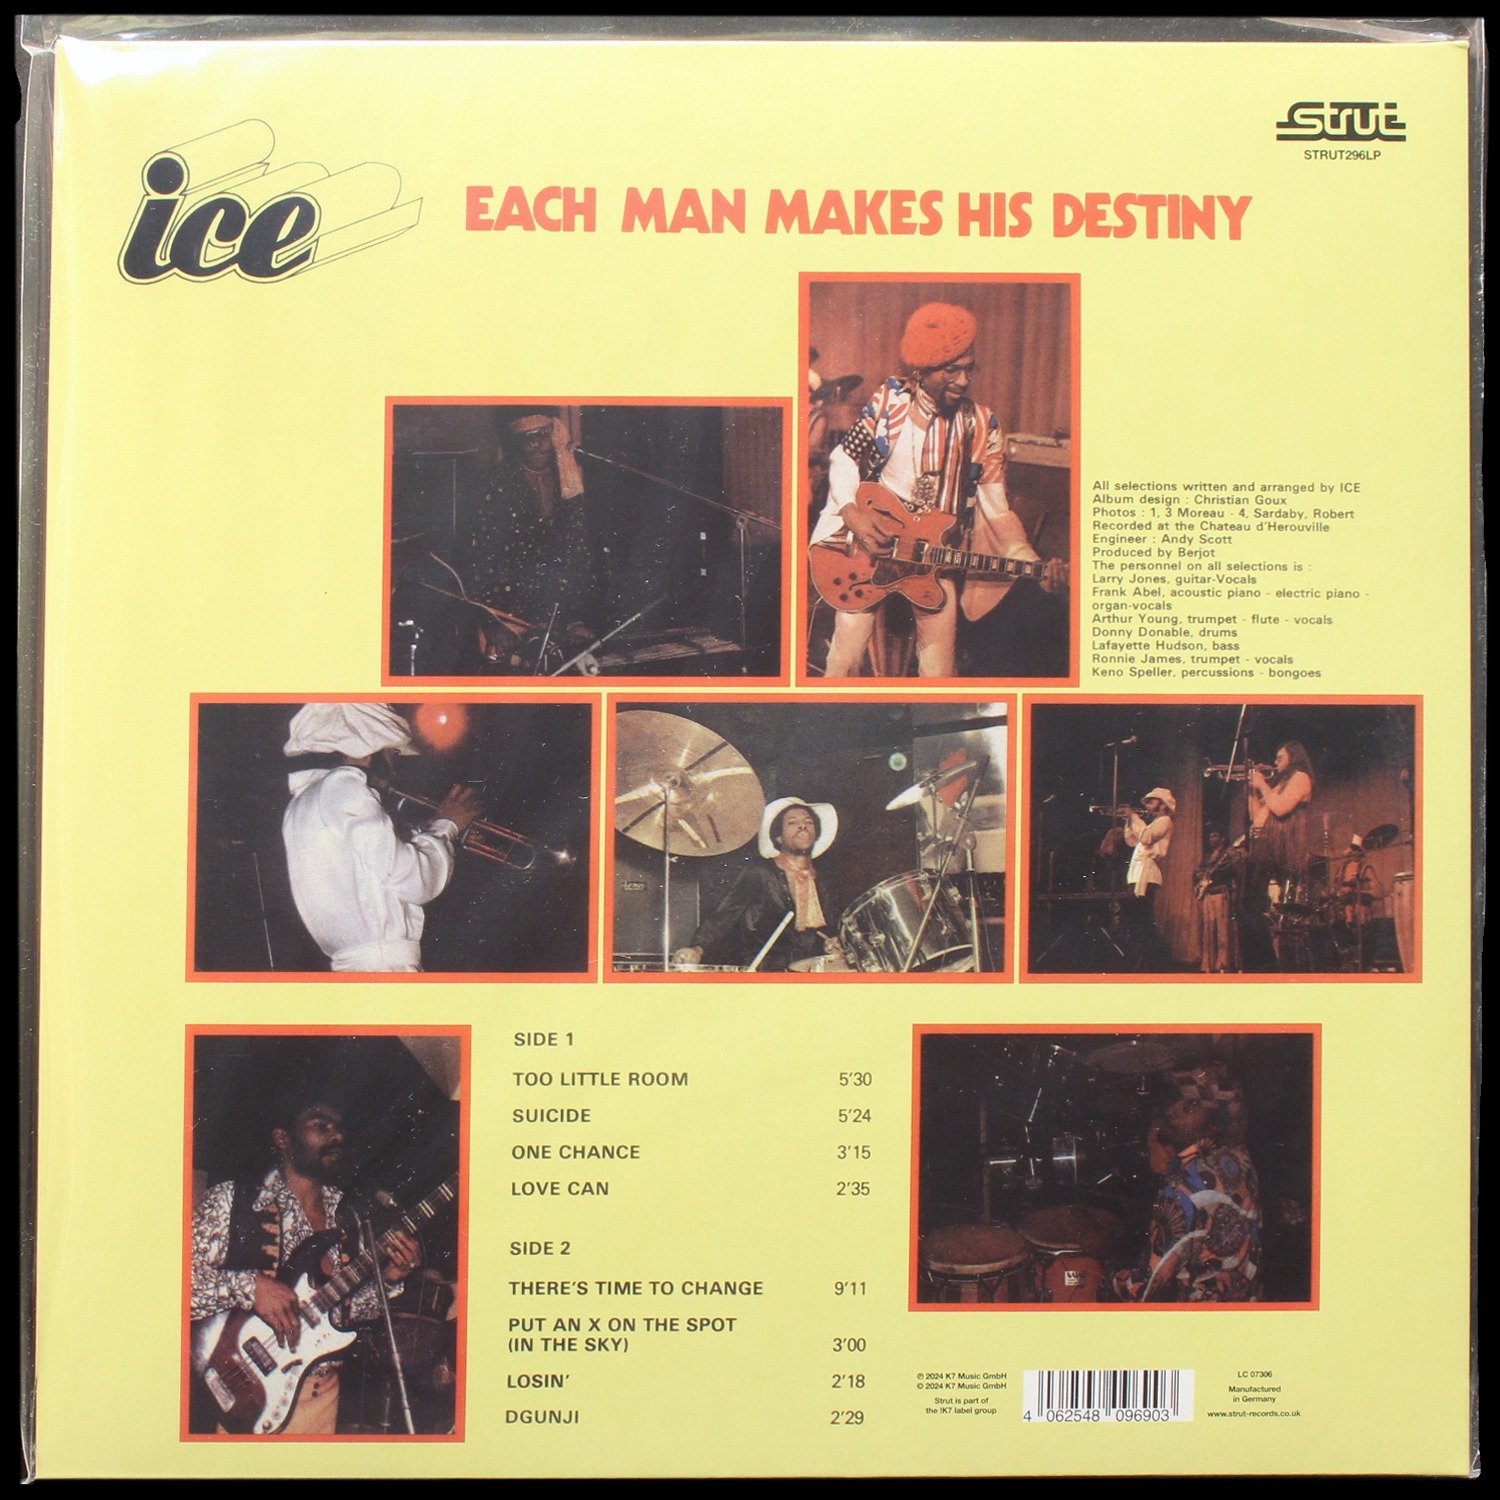 strut
STRUT296LP
ice
EACH MAN MAKES HIS DESTINY
All selections written and arranged by ICE
Album design : Christian Goux
Photos : 1, 3 Moreau - 4, Sardaby, Robert
Recorded at the Chateau d'Herouville
Engineer : Andy Scott
Produced by Berjot
The personnel on all selections is :
Larry Jones, guitar-Vocals
Frank Abel, acoustic piano - electric piano -
organ-vocals
Arthur Young, trumpet - flute - vocals
Donny Donable, drums
Lafayette Hudson, bass
Ronnie James, trumpet - vocals
Keno Speller, percussions - bongoes
SIDE 1
TOO LITTLE ROOM 5'30
SUICIDE 5'24
ONE CHANCE 3'15
LOVE CAN 2'35
SIDE 2
THERE'S TIME TO CHANGE 9'11
PUT AN X ON THE SPOT
(IN THE SKY) 3'00
LOSIN' 2'18
DGUNJI 2'29
℗ 2024 K7 Music GmbH
© 2024 K7 Music GmbH
Strut is part of
the !K7 label group
4 062548 096903
LC 07306
Manufactured
in Germany
www.strut-records.co.uk